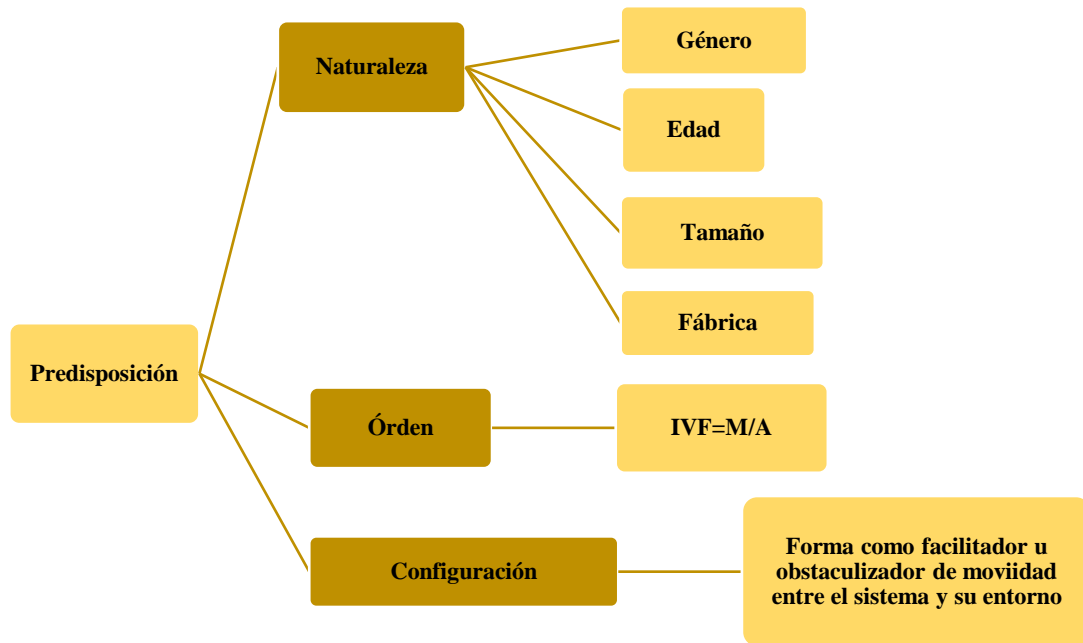 Predisposición
Naturaleza
Género
Edad
Tamaño
Fábrica
Órden
IVF=M/A
Configuración
Forma como facilitador u
obstaculizador de moviidad
entre el sistema y su entorno